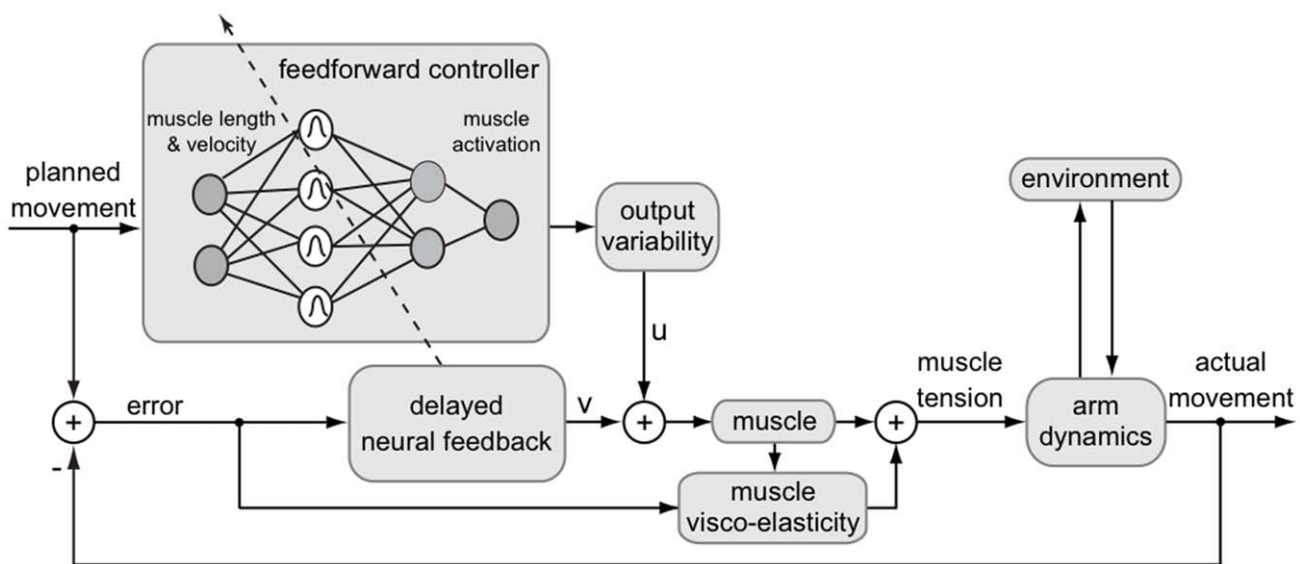 feedforward controller
muscle length
& velocity
muscle
activation
planned
movement
output
variability
environment
u
muscle
tension
actual
movement
error
delayed
neural feedback
v
+
+
muscle
+
arm
dynamics
-
muscle
visco-elasticity